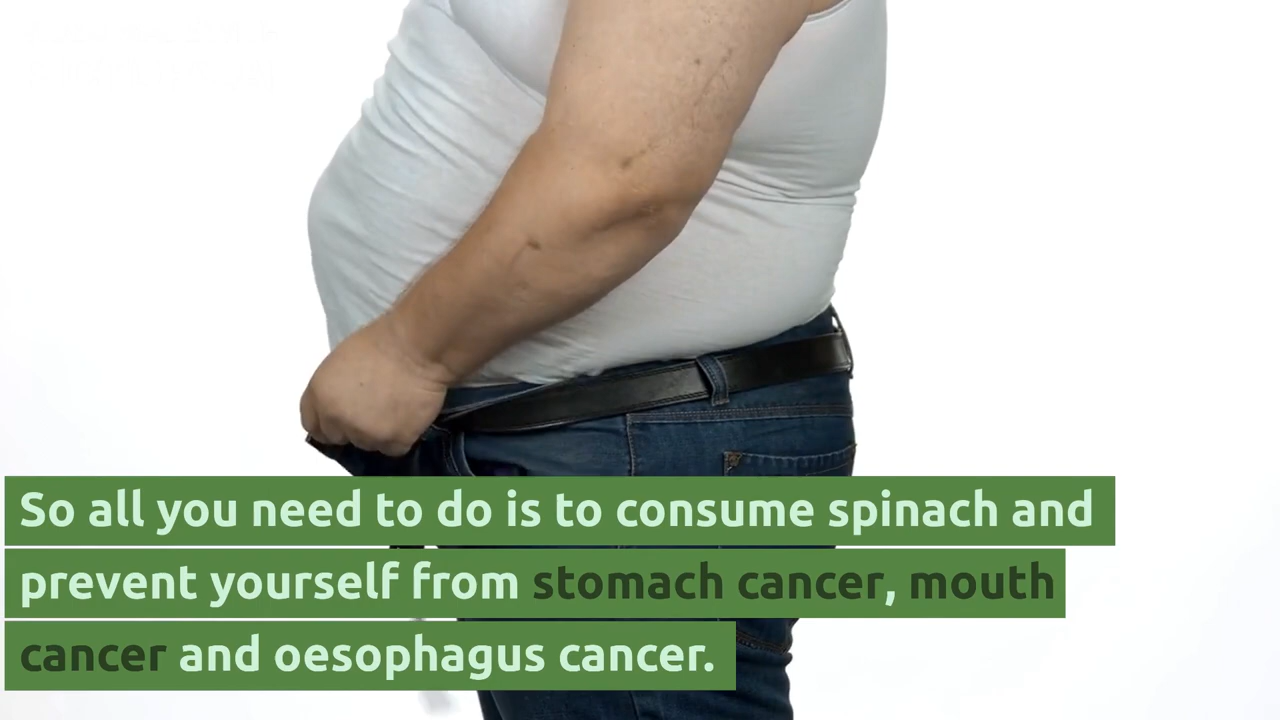 So all you need to do is to consume spinach and
prevent yourself from stomach cancer, mouth
cancer and oesophagus cancer.